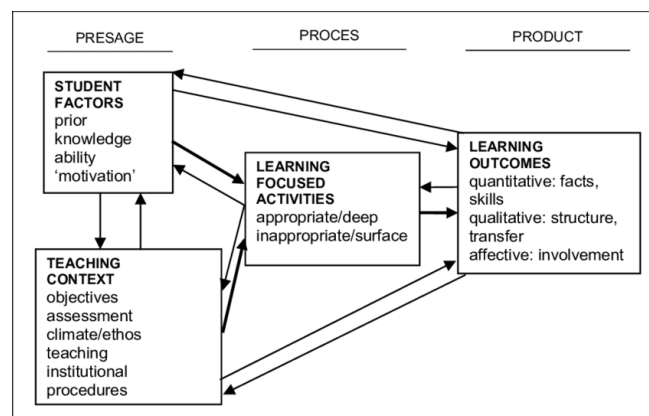 PRESAGE
PROCES
PRODUCT
STUDENT
FACTORS
prior
knowledge
ability
‘motivation’
LEARNING
FOCUSED
ACTIVITIES
appropriate/deep
inappropriate/surface
LEARNING
OUTCOMES
quantitative: facts,
skills
qualitative: structure,
transfer
affective: involvement
TEACHING
CONTEXT
objectives
assessment
climate/ethos
teaching
institutional
procedures